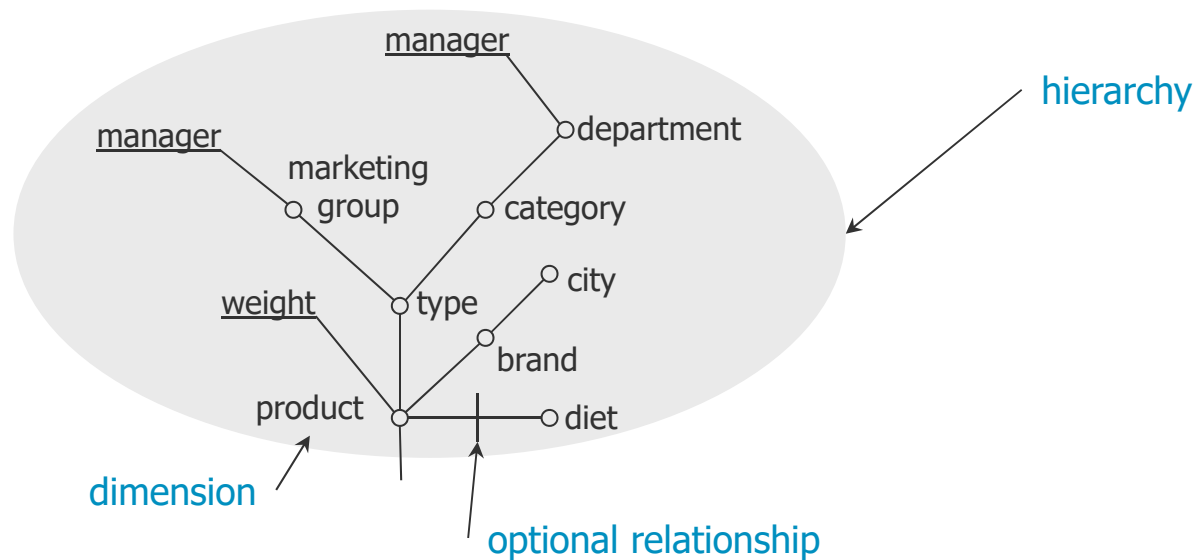 manager
hierarchy
department
manager
marketing
group
category
city
weight
type
brand
product
diet
dimension
optional relationship